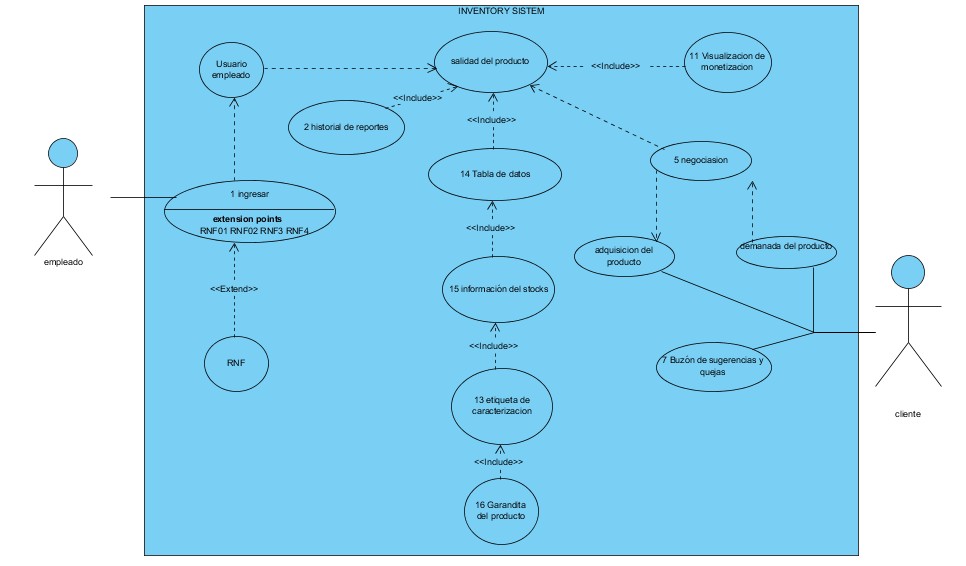 INVENTORY SISTEM
Usuario
empleado
salidad del producto
11 Visualizacion de
monetizacion
<<Include>>
<<Include>>
2 historial de reportes
<<Include>>
5 negociasion
14 Tabla de datos
1 ingresar
extension points
RNF01 RNF02 RNF3 RNF4
<<Include>>
adquisicion del
producto
demanada del producto
empleado
<<Extend>>
15 información del stocks
<<Include>>
RNF
7 Buzón de sugerencias y
quejas
13 etiqueta de
caracterizacion
cliente
<<Include>>
16 Garandita
del producto